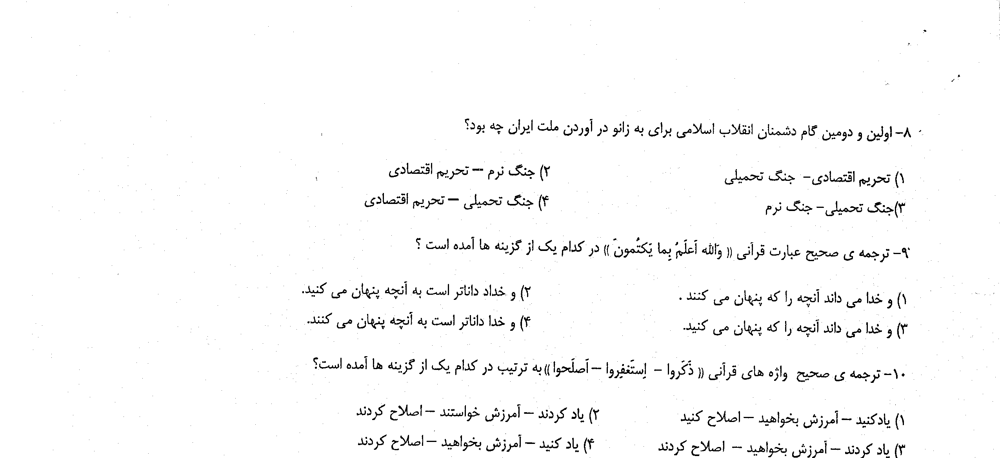 ۸- اولین و دومین گام دشمنان انقلاب اسلامی برای به زانو در آوردن ملت ایران چه بود؟
۱) تحریم اقتصادی- جنگ تحمیلی ۲) جنگ نرم – تحریم اقتصادی
۳)جنگ تحمیلی- جنگ نرم ۴) جنگ تحمیلی – تحریم اقتصادی
۹- ترجمه ی صحیح عبارت قرآنی (( وَالله اَعلَمُ بِما یَکتُمونَ )) در کدام یک از گزینه ها آمده است ؟
۱) و خدا می داند آنچه را که پنهان می کنند . ۲) و خداد داناتر است به آنچه پنهان می کنید.
۳) و خدا می داند آنچه را که پنهان می کنید. ۴) و خدا داناتر است به آنچه پنهان می کنند.
۱۰- ترجمه ی صحیح واژه های قرآنی (( ذَکَروا - اِستَغفِروا – اَصلَحوا ))به ترتیب در کدام یک از گزینه ها آمده است؟
۱) یادکنید – آمرزش بخواهید – اصلاح کنید ۲) یاد کردند – آمرزش خواستند – اصلاح کردند
۳) یاد کردند – آمرزش بخواهید – اصلاح کردند ۴) یاد کنید – آمرزش بخواهید – اصلاح کردند